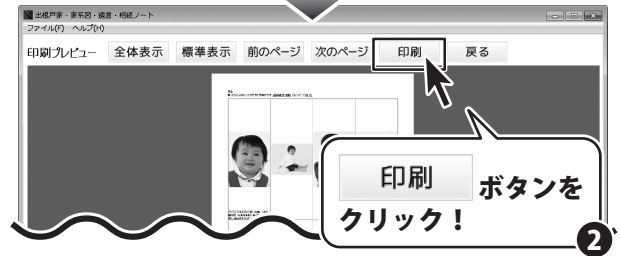 出根戸家・家系図・遺言・相続ノート
ファイル(F) ヘルプ(H)
印刷プレビュー 全体表示 標準表示 前のページ 次のページ 印刷 戻る
印刷 ボタンを
クリック！
2